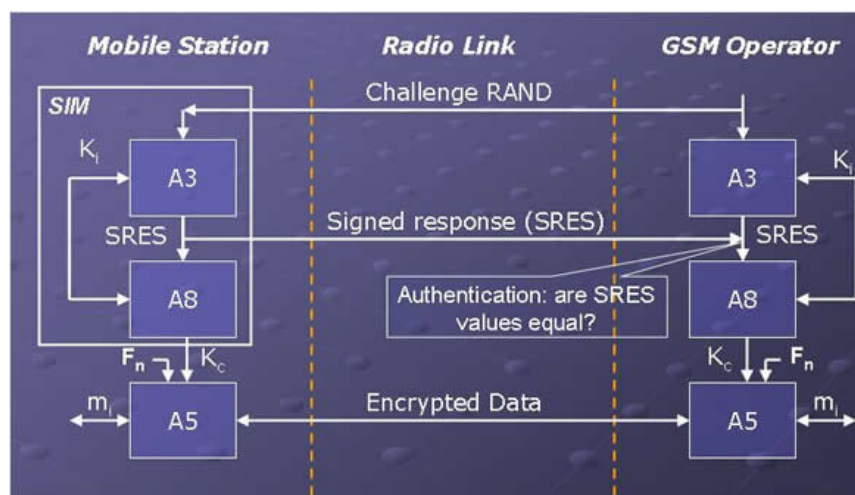 Mobile Station
Radio Link
GSM Operator
SIM
Challenge RAND
Ki
A3
A3
Ki
SRES
Signed response (SRES)
SRES
A8
Authentication: are SRES
values equal?
A8
Fn
Kc
Kc
Fn
mi
A5
Encrypted Data
A5
mi